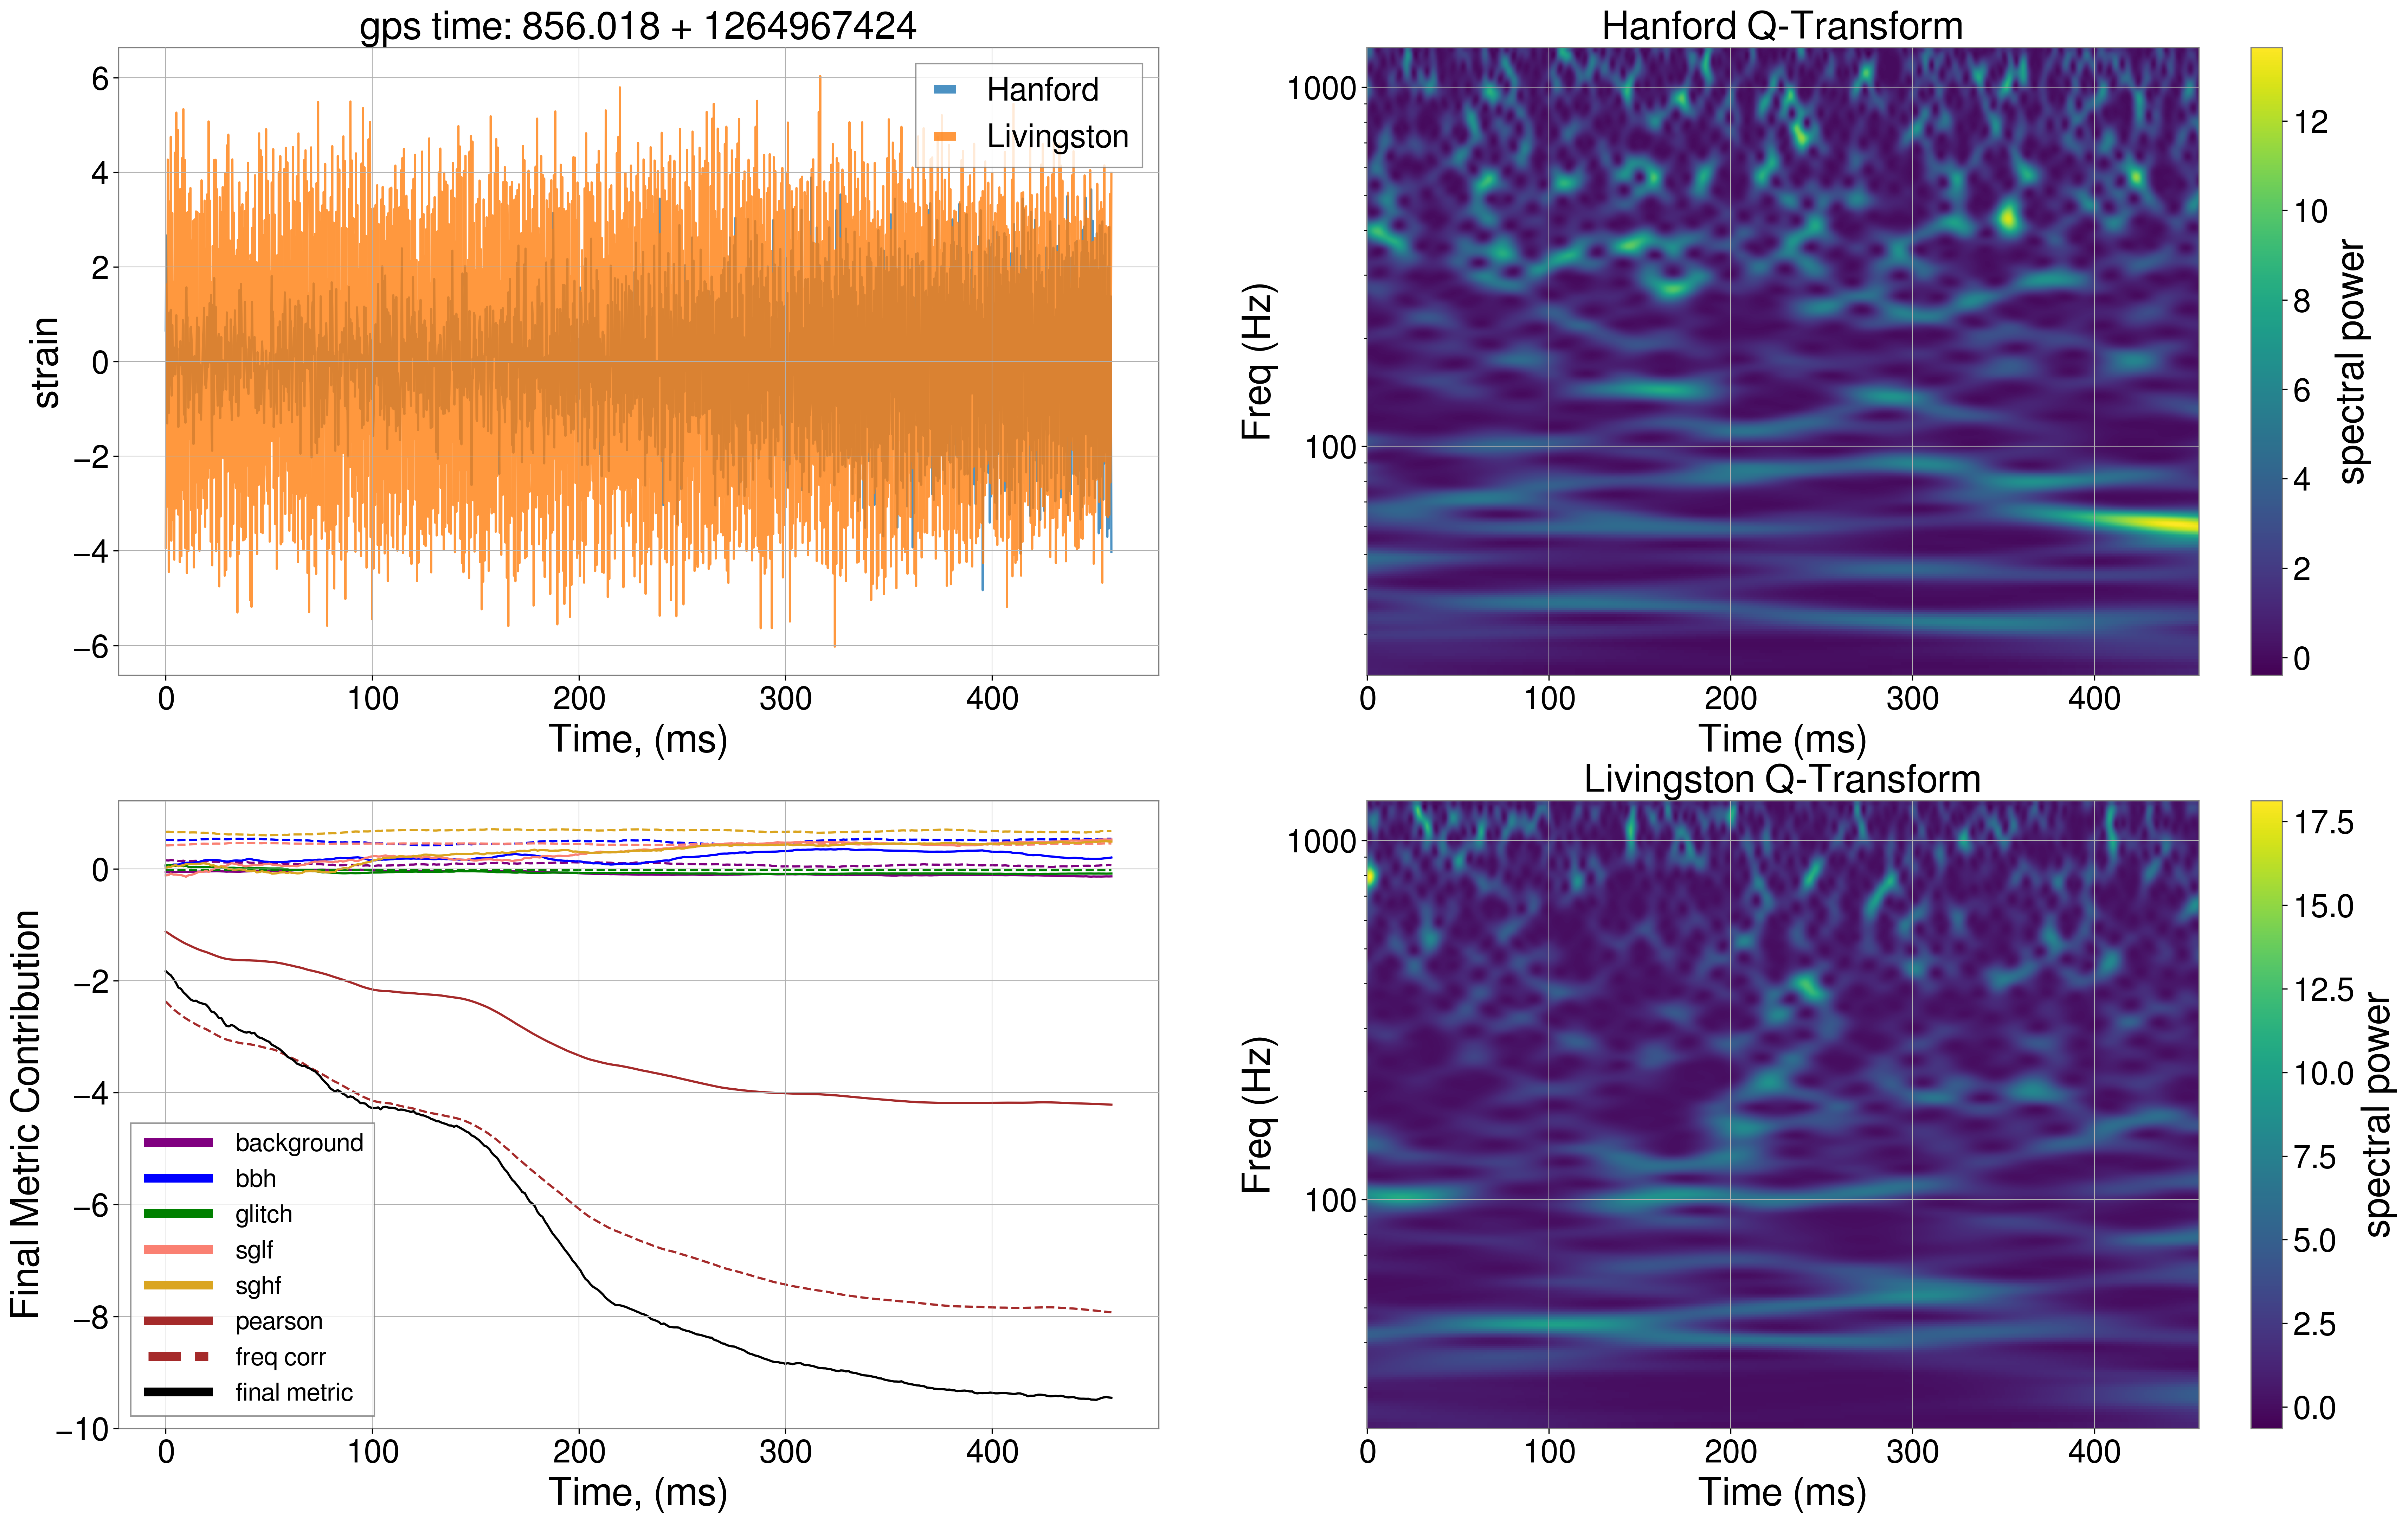 gps time: 856.018 + 1264967424
6
4
2
0
−2
−4
−6
strain
0
100
200
300
400
Time, (ms)
Hanford
Livingston
Hanford Q-Transform
1000
100
Freq (Hz)
0
100
200
300
400
Time (ms)
12
10
8
6
4
2
0
spectral power
0
−2
−4
−6
−8
−10
Final Metric Contribution
0
100
200
300
400
Time, (ms)
background
bbh
glitch
sglf
sghf
pearson
freq corr
final metric
Livingston Q-Transform
1000
100
Freq (Hz)
0
100
200
300
400
Time (ms)
17.5
15.0
12.5
10.0
7.5
5.0
2.5
0.0
spectral power